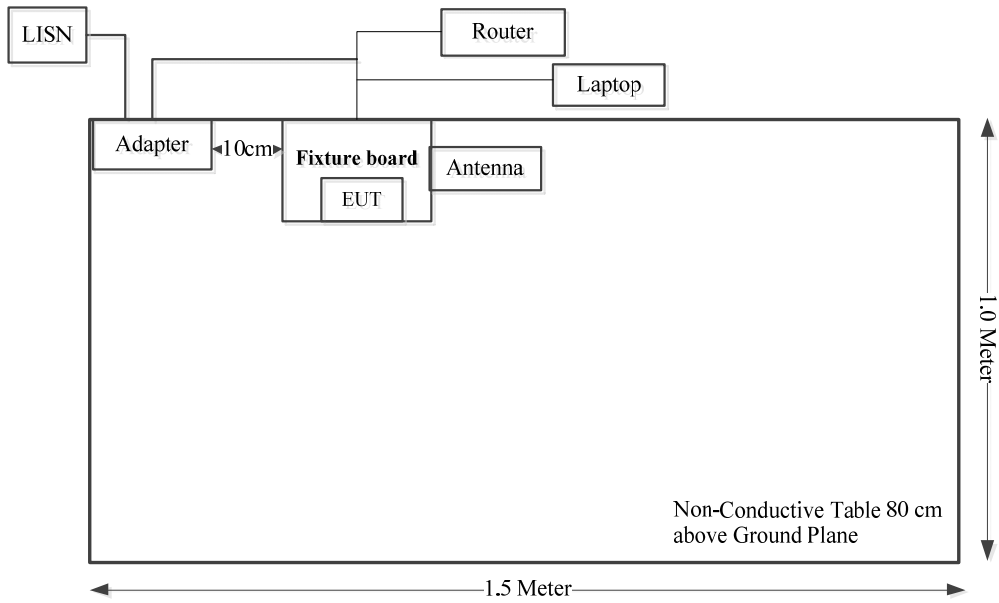 LISN
Router
Laptop
Adapter
10cm
Fixture board
Antenna
EUT
1.0 Meter
Non-Conductive Table 80 cm
above Ground Plane
1.5 Meter